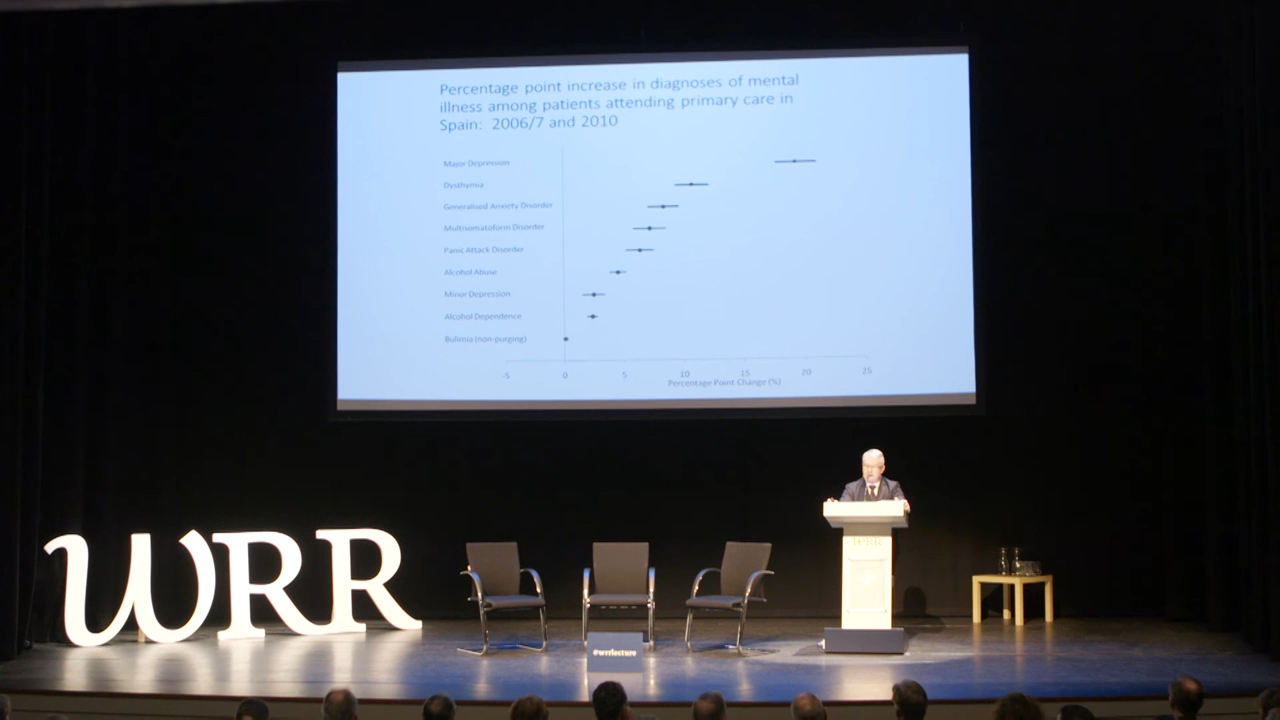 Percentage point increase in diagnoses of mental
illness among patients attending primary care in
Spain: 2006/7 and 2010
Major Depression
Dysthymia
Generalised Anxiety Disorder
Multisomatoform Disorder
Panic Attack Disorder
Alcohol Abuse
Minor Depression
Alcohol Dependence
Bulimia (non-purging)
-5 0 5 10 15 20 25
Percentage Point Change (%)
WRR
WRR
#wrrlecture